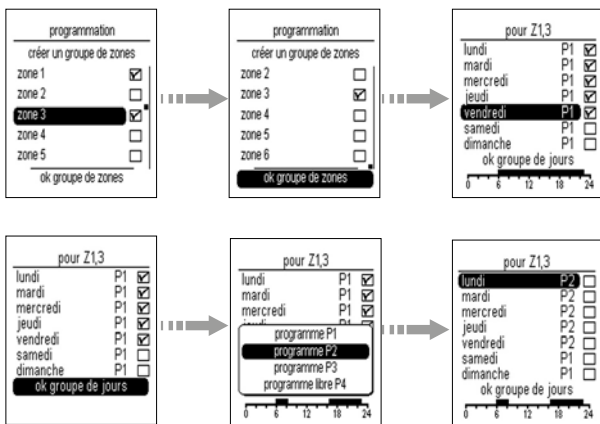 programmation
créer un groupe de zones
zone 1
zone 2
zone 3
zone 4
zone 5
ok groupe de zones
programmation
créer un groupe de zones
zone 2
zone 3
zone 4
zone 5
zone 6
ok groupe de zones
pour Z1,3
lundi P1
mardi P1
mercredi P1
jeudi P1
vendredi P1
samedi P1
dimanche P1
ok groupe de jours
0 6 12 18 24
pour Z1,3
lundi P1
mardi P1
mercredi P1
jeudi P1
vendredi P1
samedi P1
dimanche P1
ok groupe de jours
pour Z1,3
lundi P1
mardi P1
mercredi P1
P1
programme P1
programme P2
programme P3
programme libre P4
0 6 12 18 24
pour Z1,3
lundi P2
mardi P2
mercredi P2
jeudi P2
vendredi P2
samedi P1
dimanche P1
ok groupe de jours
0 6 12 18 24